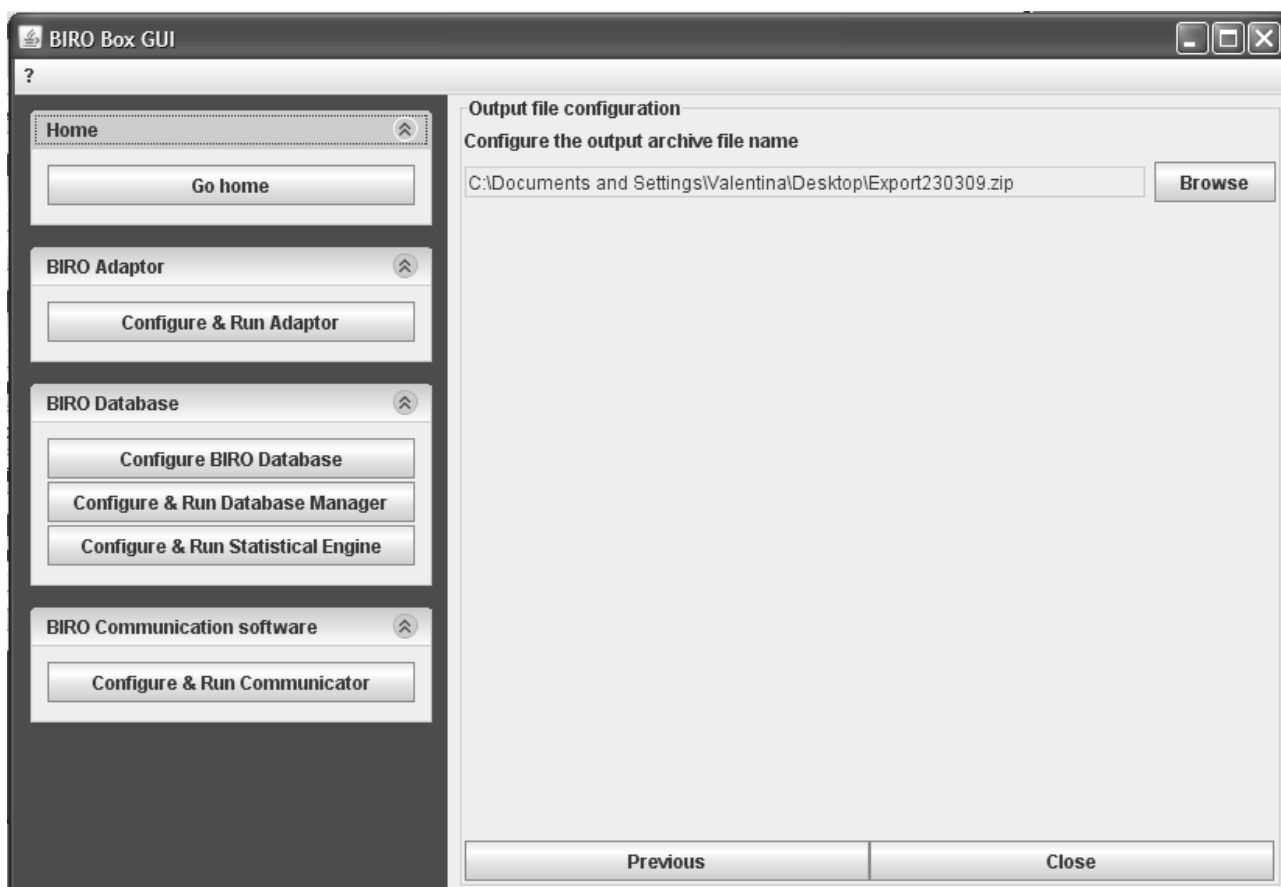 BIRO Box GUI
?
Home
Go home
BIRO Adaptor
Configure & Run Adaptor
BIRO Database
Configure BIRO Database
Configure & Run Database Manager
Configure & Run Statistical Engine
BIRO Communication software
Configure & Run Communicator
Output file configuration
Configure the output archive file name
C:\Documents and Settings\Valentina\Desktop\Export230309.zip
Browse
Previous
Close